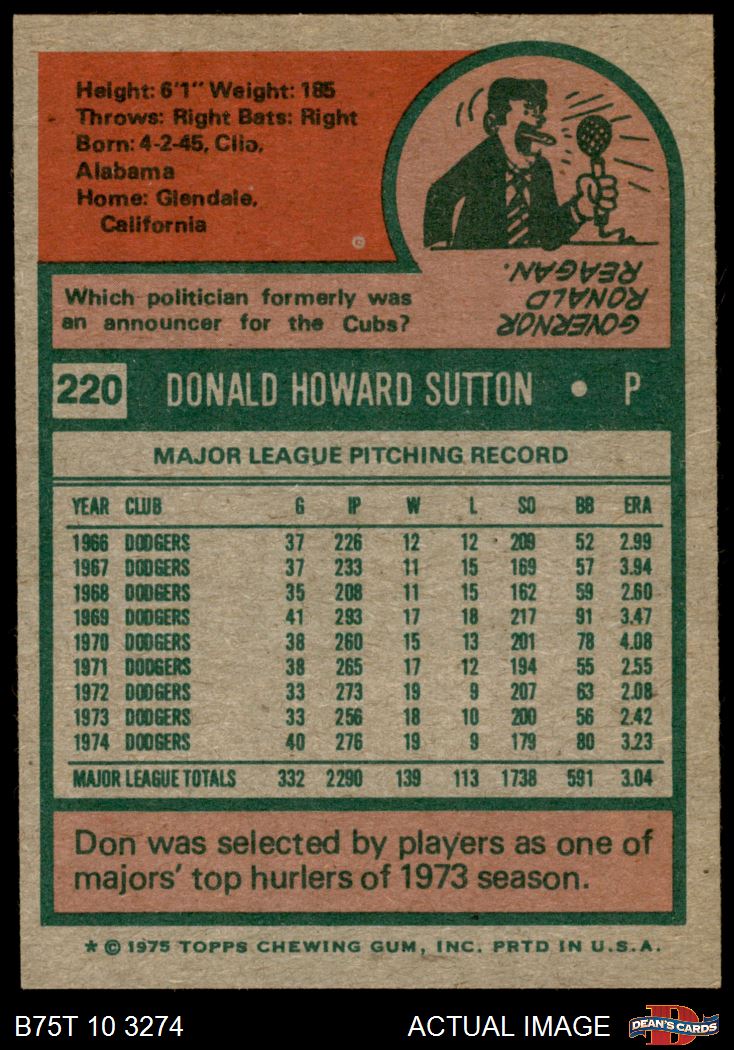 Height: 6'1" Weight: 185
Throws: Right Bats: Right
Born: 4-2-45, Clio,
Alabama
Home: Glendale,
California
Which politician formerly was
an announcer for the Cubs?
GOVERNOR
RONALD
REAGAN.
220 DONALD HOWARD SUTTON • P
MAJOR LEAGUE PITCHING RECORD
YEAR CLUB G IP W L SO BB ERA
1966 DODGERS 37 226 12 12 209 52 2.99
1967 DODGERS 37 233 11 15 169 57 3.94
1968 DODGERS 35 208 11 15 162 59 2.60
1969 DODGERS 41 293 17 18 217 91 3.47
1970 DODGERS 38 260 15 13 201 78 4.08
1971 DODGERS 38 265 17 12 194 55 2.55
1972 DODGERS 33 273 19 9 207 63 2.08
1973 DODGERS 33 256 18 10 200 56 2.42
1974 DODGERS 40 276 19 9 179 80 3.23
MAJOR LEAGUE TOTALS 332 2290 139 113 1738 591 3.04
Don was selected by players as one of
majors' top hurlers of 1973 season.
* © 1975 TOPPS CHEWING GUM, INC. PRTD IN U.S.A.
B75T 10 3274 ACTUAL IMAGE DEAN'S CARDS